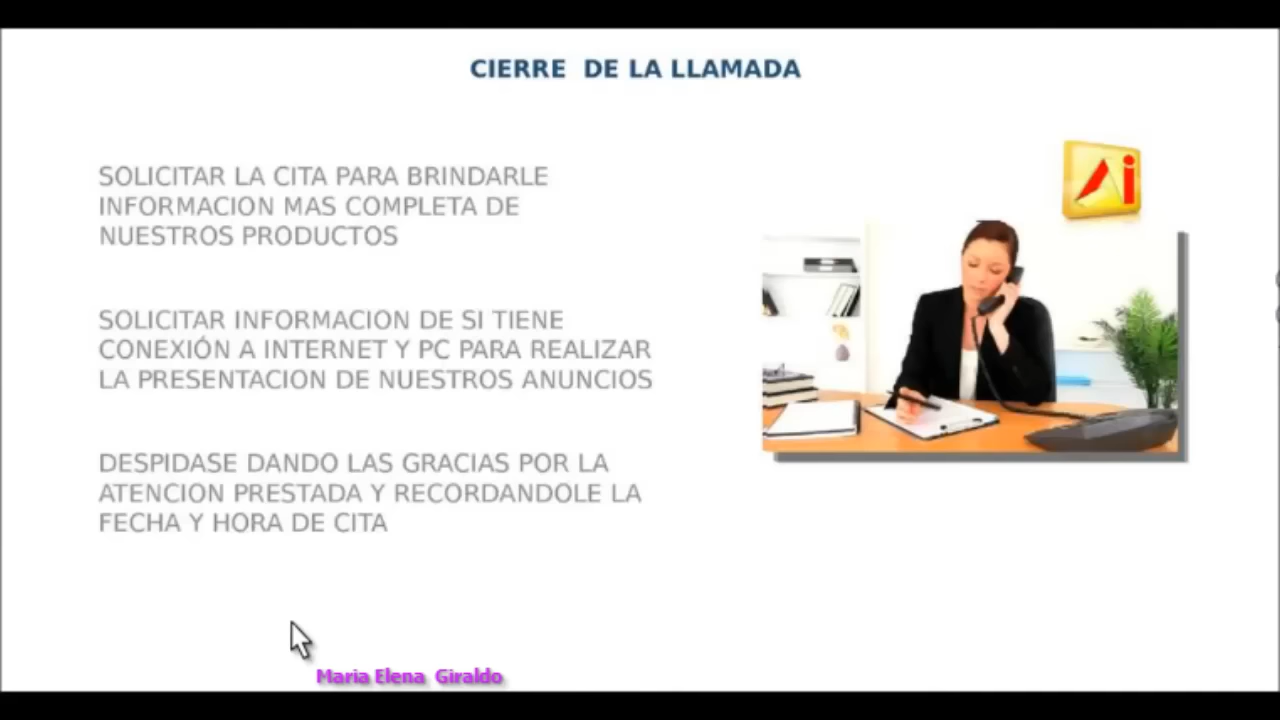 CIERRE  DE LA LLAMADA
SOLICITAR LA CITA PARA BRINDARLE
INFORMACION MAS COMPLETA DE
NUESTROS PRODUCTOS
SOLICITAR INFORMACION DE SI TIENE
CONEXIÓN A INTERNET Y PC PARA REALIZAR
LA PRESENTACION DE NUESTROS ANUNCIOS
DESPIDASE DANDO LAS GRACIAS POR LA
ATENCION PRESTADA Y RECORDANDOLE LA
FECHA Y HORA DE CITA
Ai
Maria Elena  Giraldo